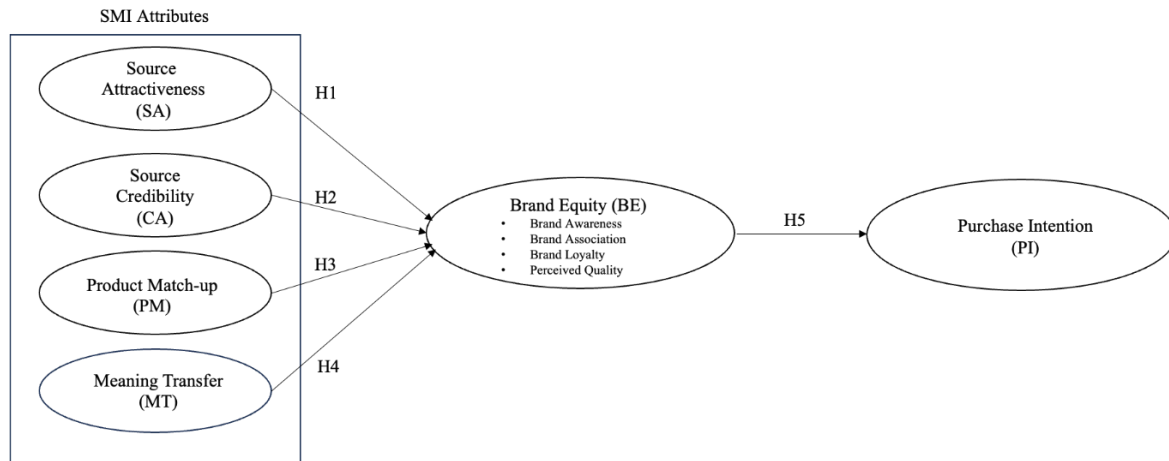 SMI Attributes
Source
Attractiveness
(SA)
H1
Source
Credibility
(CA)
H2
Product Match-up
(PM)
H3
Meaning Transfer
(MT)
H4
Brand Equity (BE)
• Brand Awareness
• Brand Association
• Brand Loyalty
• Perceived Quality
H5
Purchase Intention
(PI)